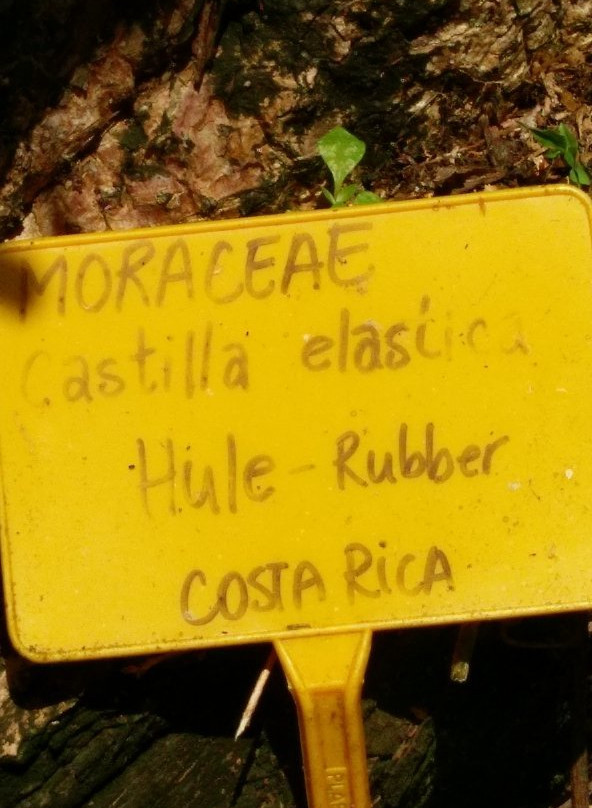 MORACEAE
Castilla elastica
Hule - Rubber
COSTA RICA